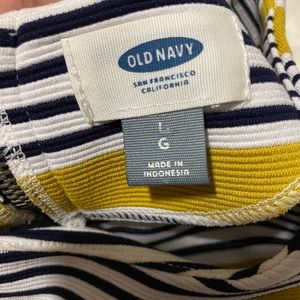 OLD NAVY
SAN FRANCISCO
CALIFORNIA
L
G
MADE IN
INDONESIA